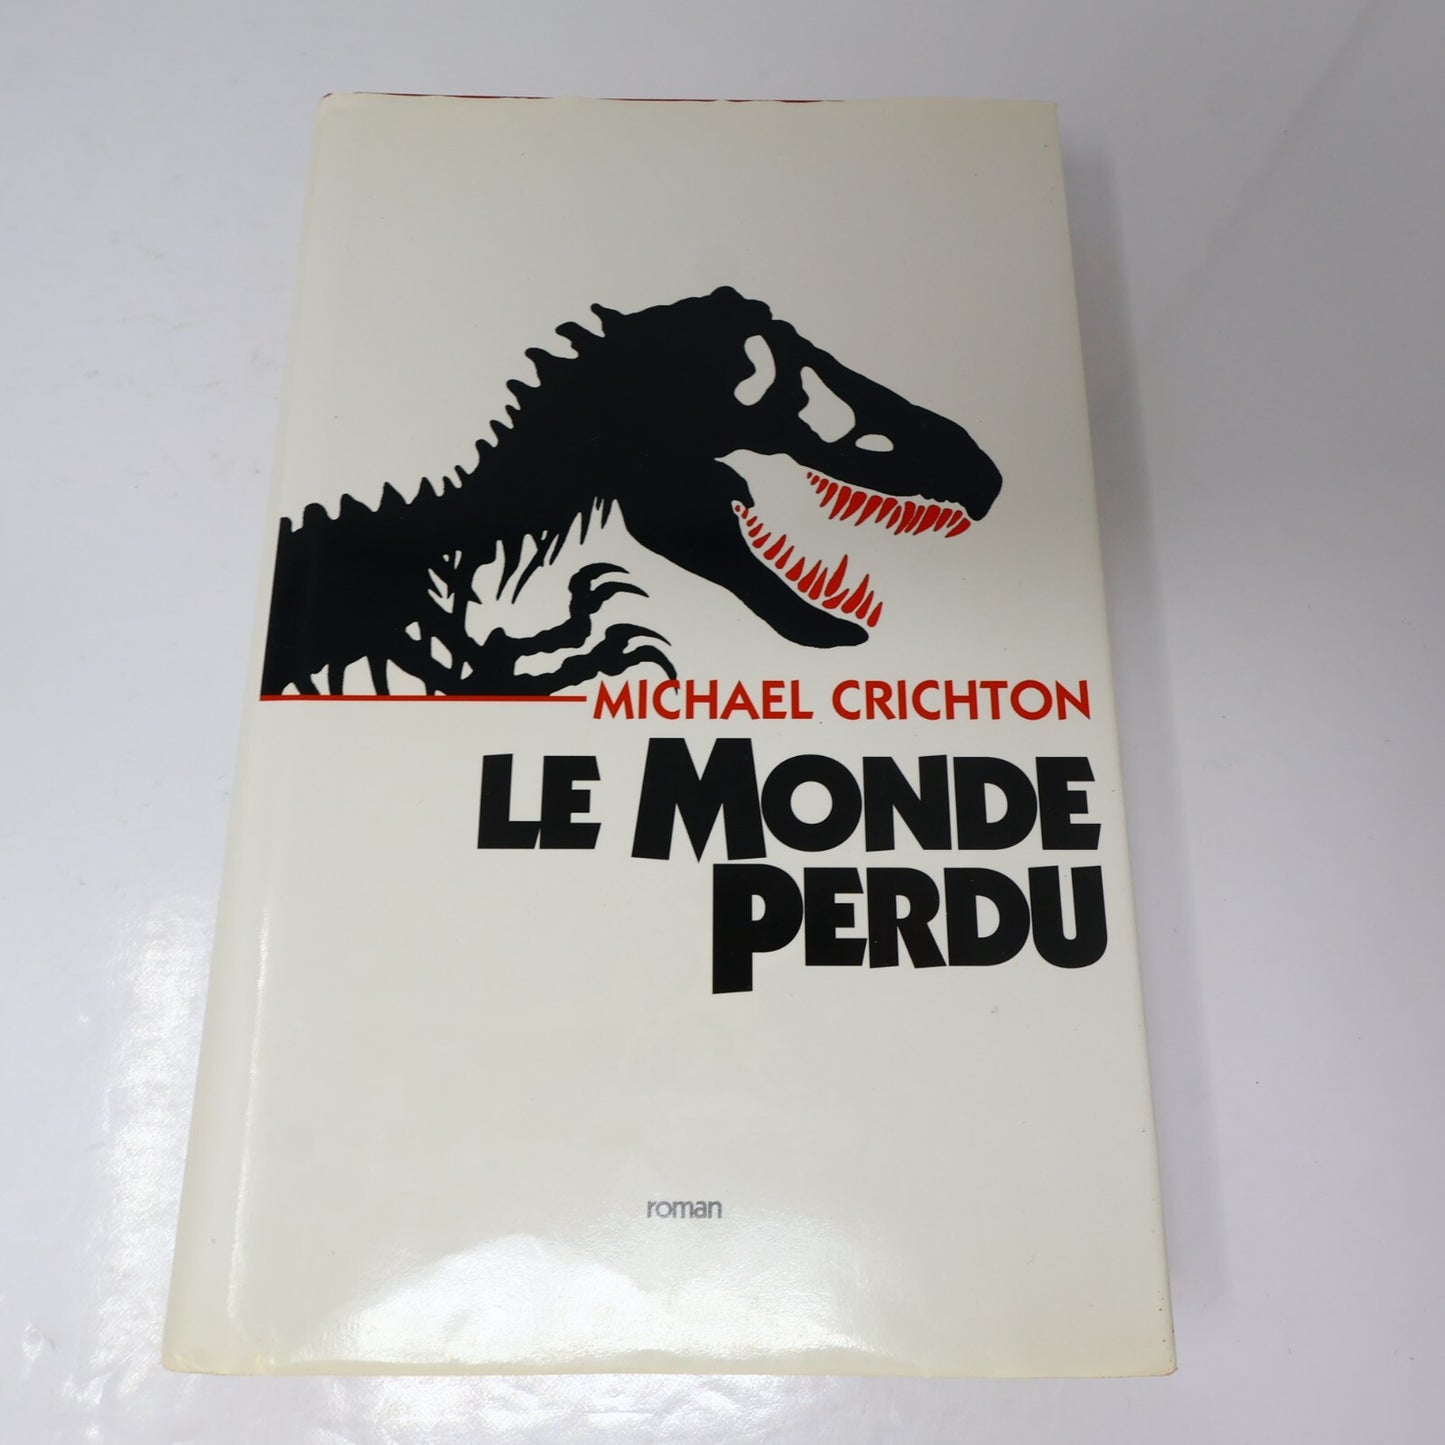 MICHAEL CRICHTON
LE MONDE
PERDU
roman